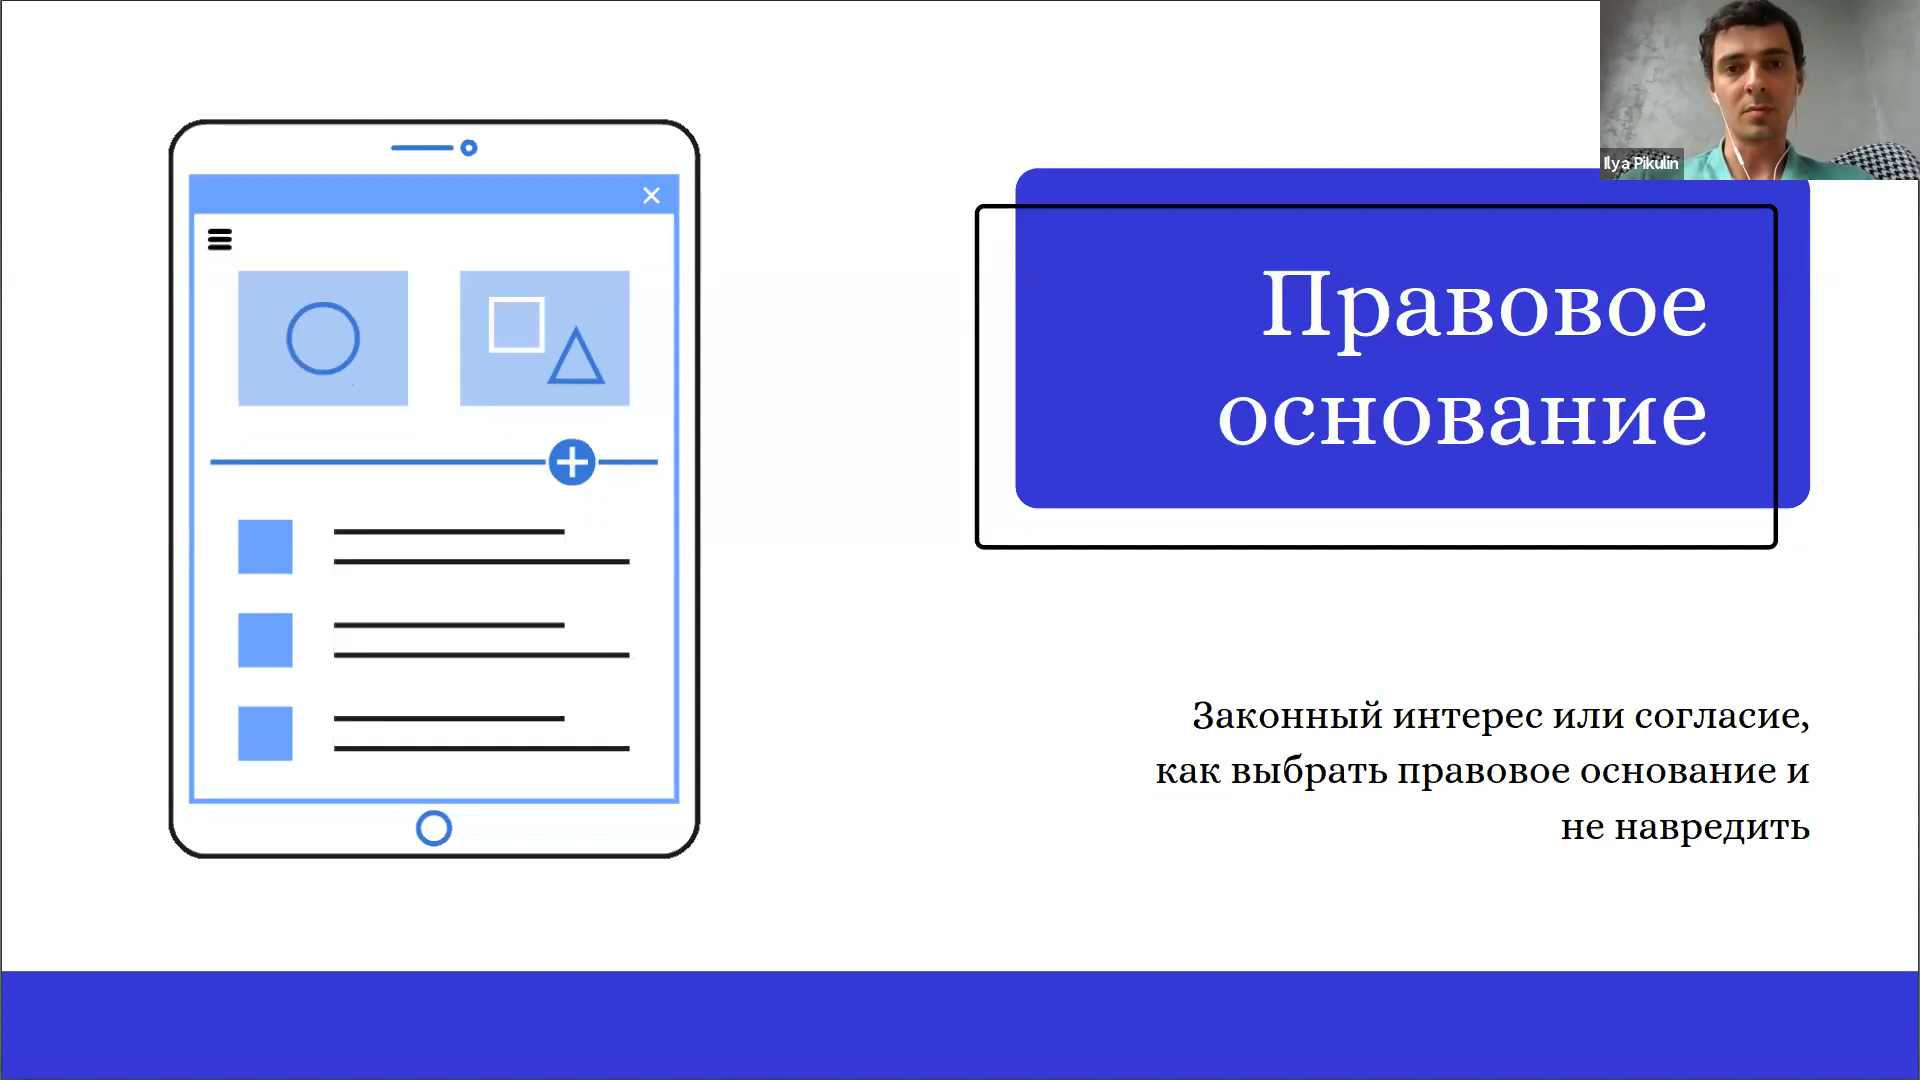 Ilya Pikulin
Правовое
основание
Законный интерес или согласие,
как выбрать правовое основание и
не навредить